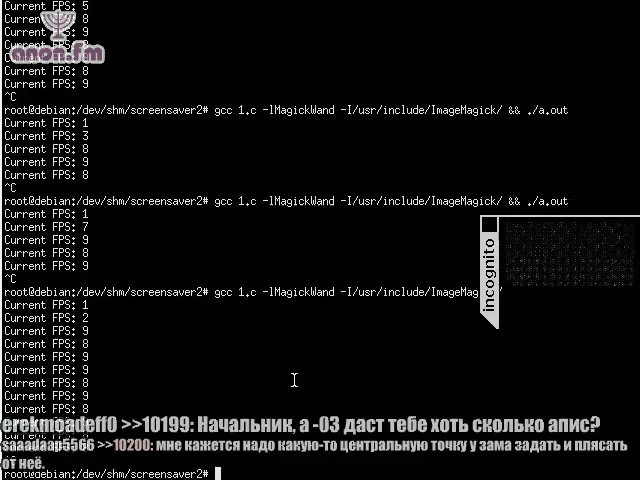 Current FPS: 5
Current FPS: 8
Current FPS: 9
anon.fm
Current FPS: 8
Current FPS: 9
^C
root@debian:/dev/shm/screensaver2# gcc 1.c -lMagickWand -I/usr/include/ImageMagick/ && ./a.out
Current FPS: 1
Current FPS: 3
Current FPS: 8
Current FPS: 9
Current FPS: 8
^C
root@debian:/dev/shm/screensaver2# gcc 1.c -lMagickWand -I/usr/include/ImageMagick/ && ./a.out
Current FPS: 1
Current FPS: 7
Current FPS: 9
Current FPS: 8
Current FPS: 9
^C
incognito
root@debian:/dev/shm/screensaver2# gcc 1.c -lMagickWand -I/usr/include/ImageMag
Current FPS: 1
Current FPS: 2
Current FPS: 9
Current FPS: 8
Current FPS: 9
Current FPS: 9
Current FPS: 8
Current FPS: 9
Current FPS: 8
erekmoadeff0 >>10199: Начальник, а -O3 даст тебе хоть сколько апис?
saaadaap5566 >>10200: мне кажется надо какую-то центральную точку у зама задать и плясать
от неё.
root@debian:/dev/shm/screensaver2#